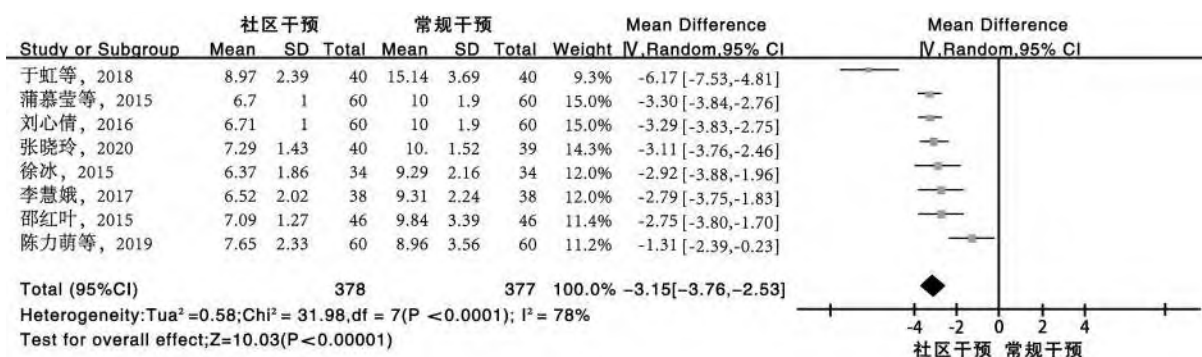 社区干预 常规干预 Mean Difference Mean Difference
Study or Subgroup Mean SD Total Mean SD Total Weight IV,Random,95% CI IV,Random,95% CI
于虹等，2018 8.97 2.39 40 15.14 3.69 40 9.3% -6.17 [-7.53,-4.81]
蒲慕莹等，2015 6.7 1 60 10 1.9 60 15.0% -3.30 [-3.84,-2.76]
刘心倩，2016 6.71 1 60 10 1.9 60 15.0% -3.29 [-3.83,-2.75]
张晓玲，2020 7.29 1.43 40 10. 1.52 39 14.3% -3.11 [-3.76,-2.46]
徐冰，2015 6.37 1.86 34 9.29 2.16 34 12.0% -2.92 [-3.88,-1.96]
李慧娥，2017 6.52 2.02 38 9.31 2.24 38 12.0% -2.79 [-3.75,-1.83]
邵红叶，2015 7.09 1.27 46 9.84 3.39 46 11.4% -2.75 [-3.80,-1.70]
陈力萌等，2019 7.65 2.33 60 8.96 3.56 60 11.2% -1.31 [-2.39,-0.23]
Total (95%CI) 378 377 100.0% -3.15[-3.76,-2.53]
Heterogeneity:Tua²=0.58;Chi²= 31.98,df = 7(P <0.0001); I²= 78%
Test for overall effect;Z=10.03(P<0.00001)
-4 -2 0 2 4
社区干预 常规干预